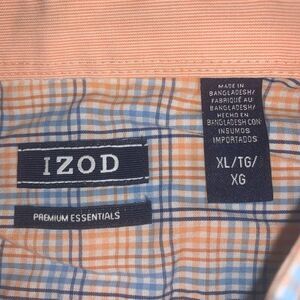 IZOD
PREMIUM ESSENTIALS
MADE IN
BANGLADESH/
FABRIQUÉ AU
BANGLADESH/
HECHO EN
BANGLADESH CON
INSUMOS
IMPORTADOS
XL/TG/
XG